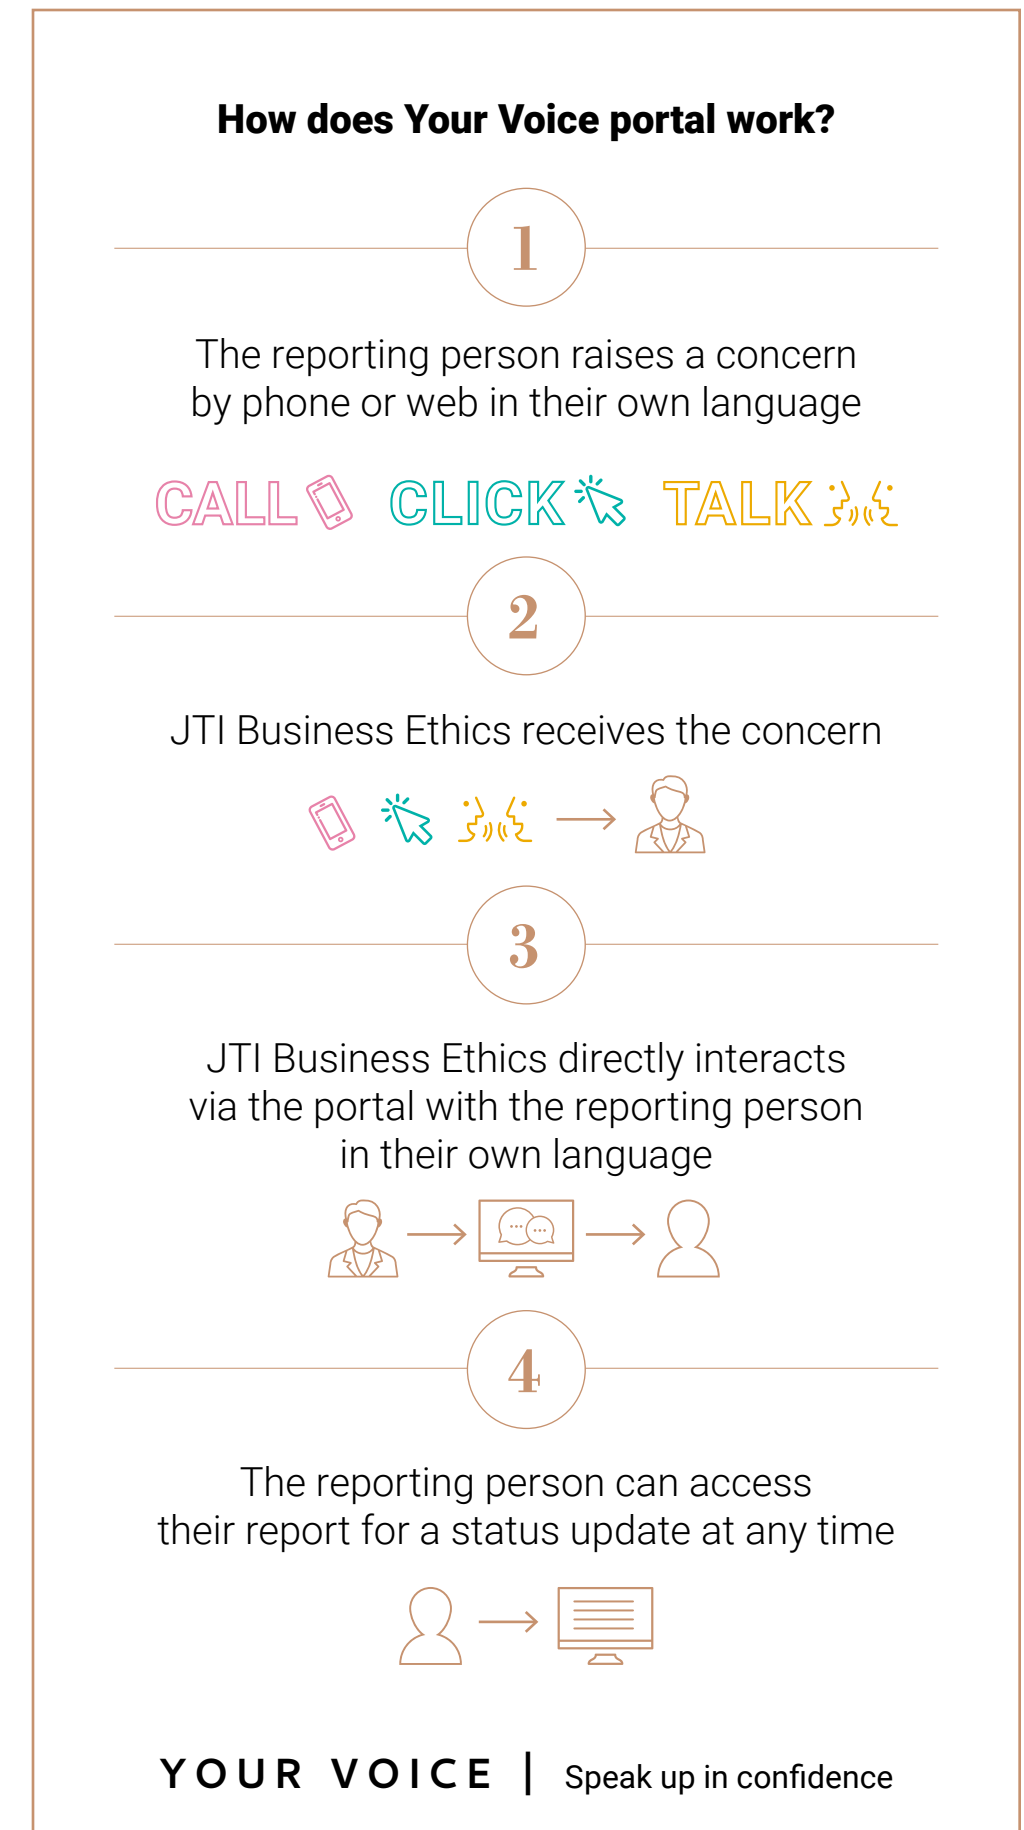 How does Your Voice portal work?
1
The reporting person raises a concern
by phone or web in their own language
CALL CLICK TALK
2
JTI Business Ethics receives the concern
3
JTI Business Ethics directly interacts
via the portal with the reporting person
in their own language
4
The reporting person can access
their report for a status update at any time
YOUR VOICE | Speak up in confidence